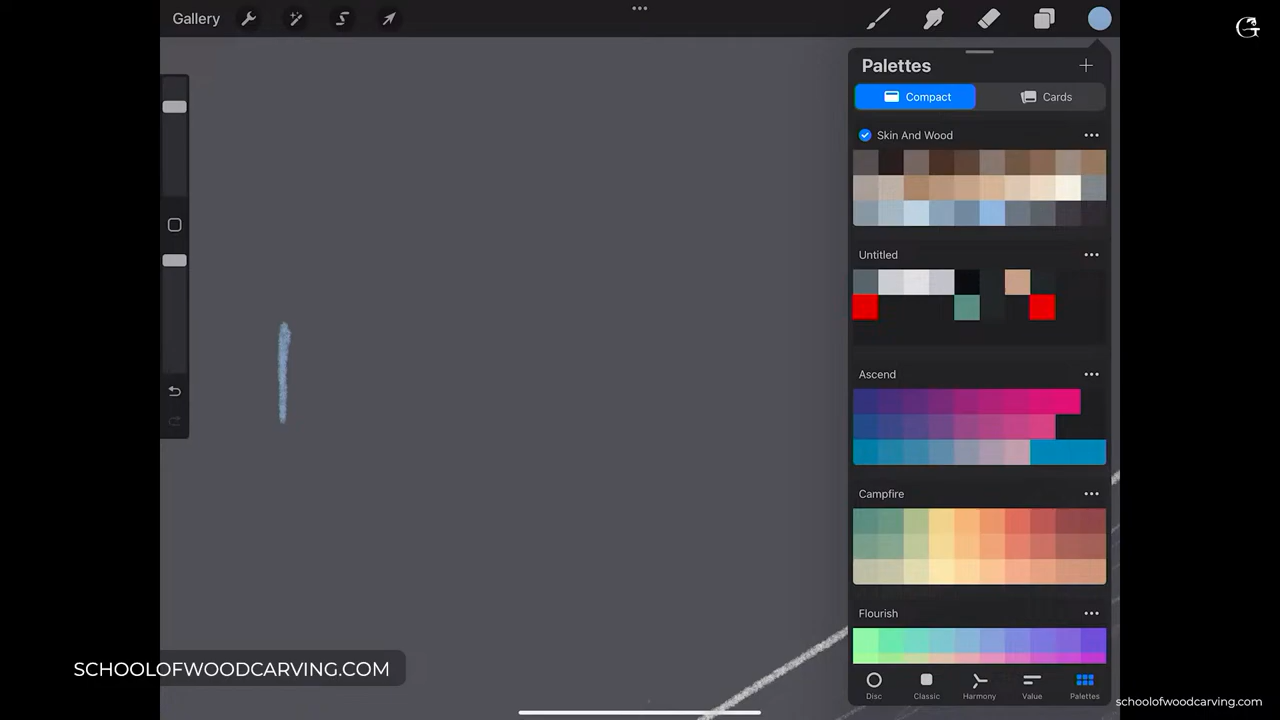 Gallery
Palettes
Compact
Cards
Skin And Wood
Untitled
Ascend
Campfire
Flourish
Disc
Classic
Harmony
Value
Palettes
SCHOOLOFWOODCARVING.COM
schoolofwoodcarving.com